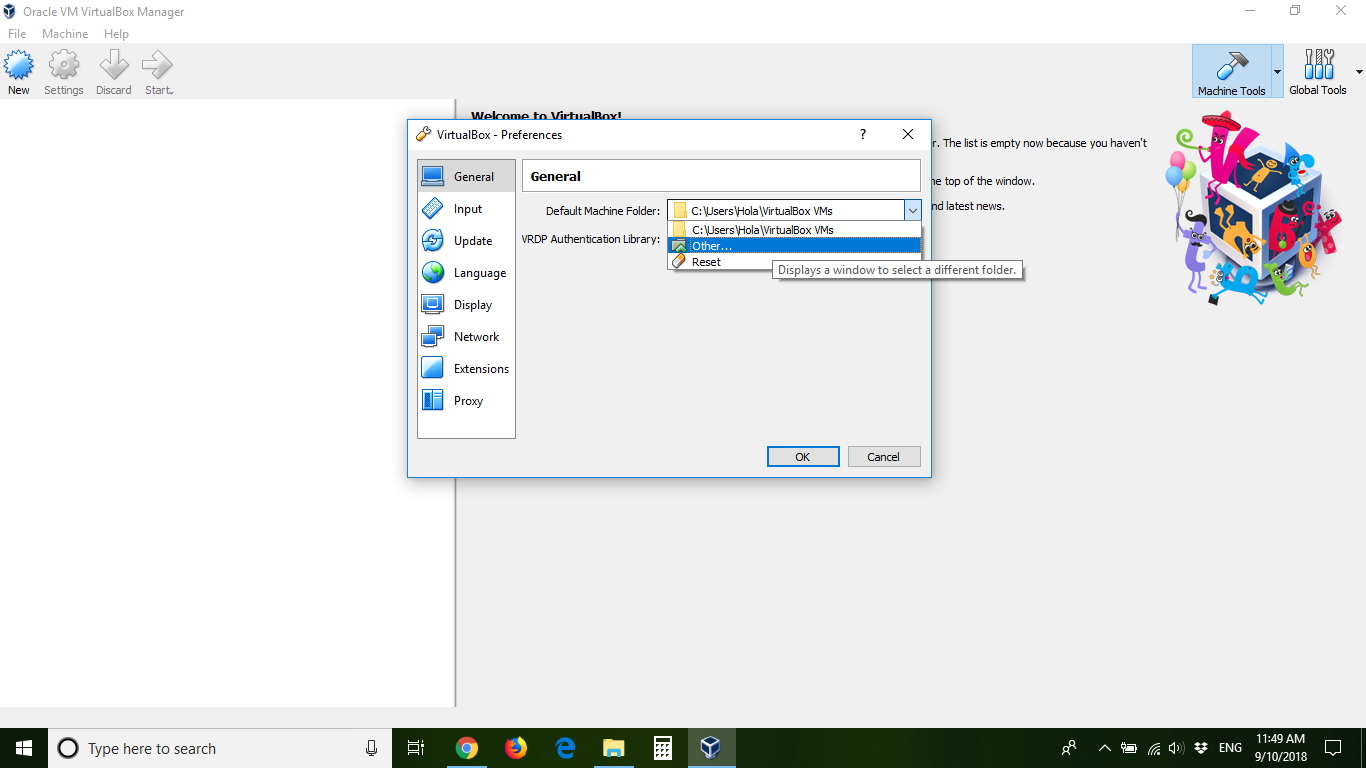 Oracle VM VirtualBox Manager
File Machine Help
New Settings Discard Start
Machine Tools Global Tools
Welcome to VirtualBox!
r. The list is empty now because you haven't
he top of the window.
nd latest news.
VirtualBox - Preferences ?
General
Input
Update
Language
Display
Network
Extensions
Proxy
General
Default Machine Folder: C:\Users\Hola\VirtualBox VMs
C:\Users\Hola\VirtualBox VMs
VRDP Authentication Library:
Other...
Reset
Displays a window to select a different folder.
OK Cancel
Type here to search
ENG
11:49 AM
9/10/2018